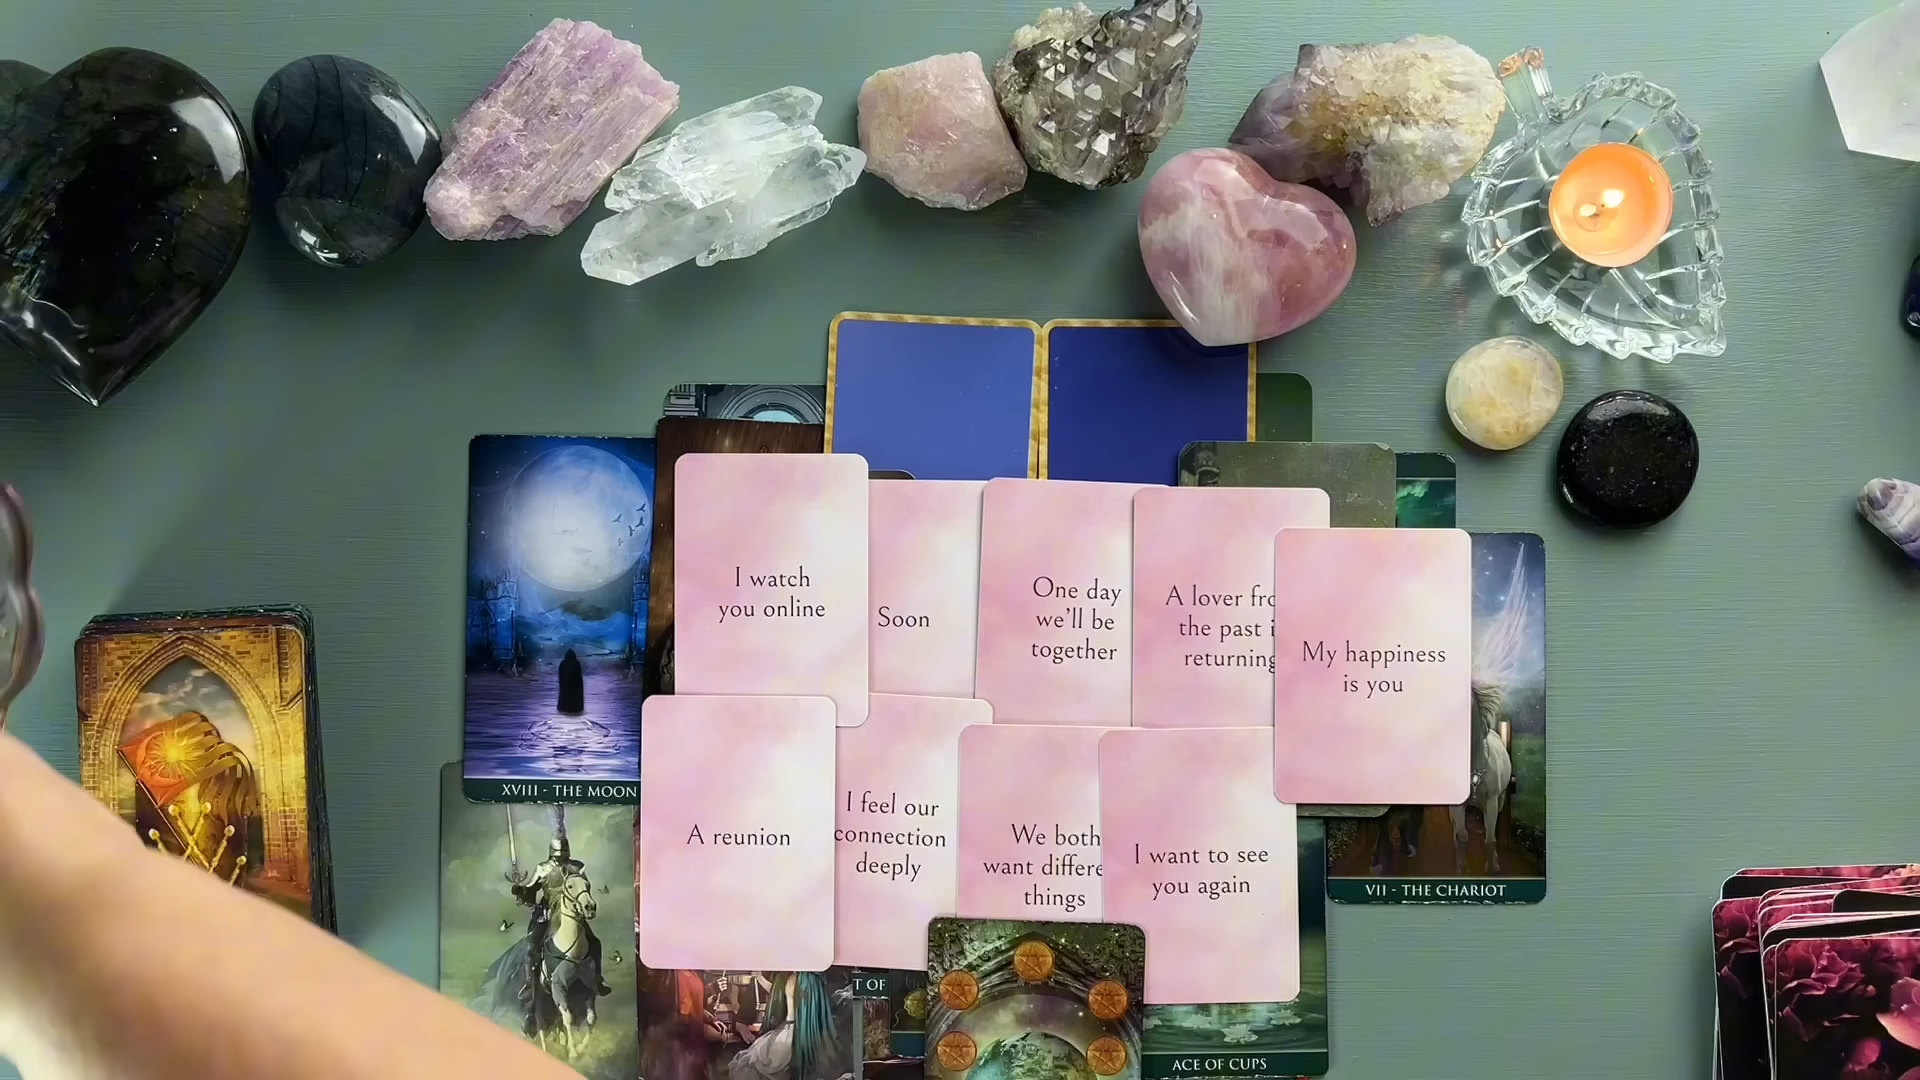 I watch
you online
Soon
One day
we'll be
together
A lover fro
the past i
returning
My happiness
is you
XVIII - THE MOON
A reunion
I feel our
connection
deeply
We both
want differe
things
I want to see
you again
VII - THE CHARIOT
T OF
ACE OF CUPS